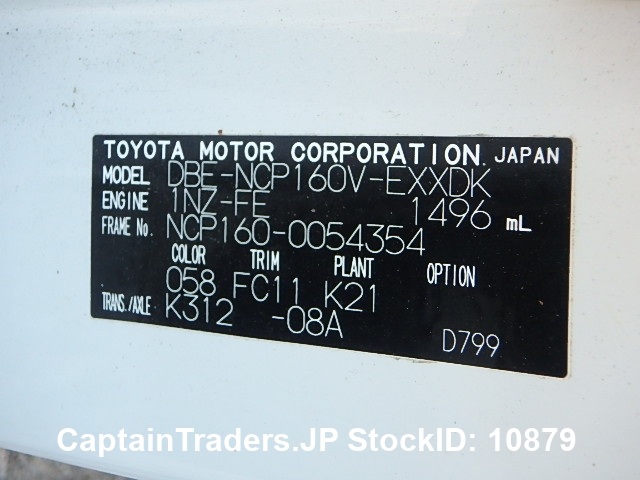 TOYOTA MOTOR CORPORATION. JAPAN
MODEL DBE-NCP160V-EXXDK
ENGINE 1NZ-FE 1496 mL
FRAME No. NCP160-0054354
COLOR TRIM PLANT OPTION
058 FC11 K21
TRANS./AXLE K312 -08A
D799
CaptainTraders.JP StockID: 10879